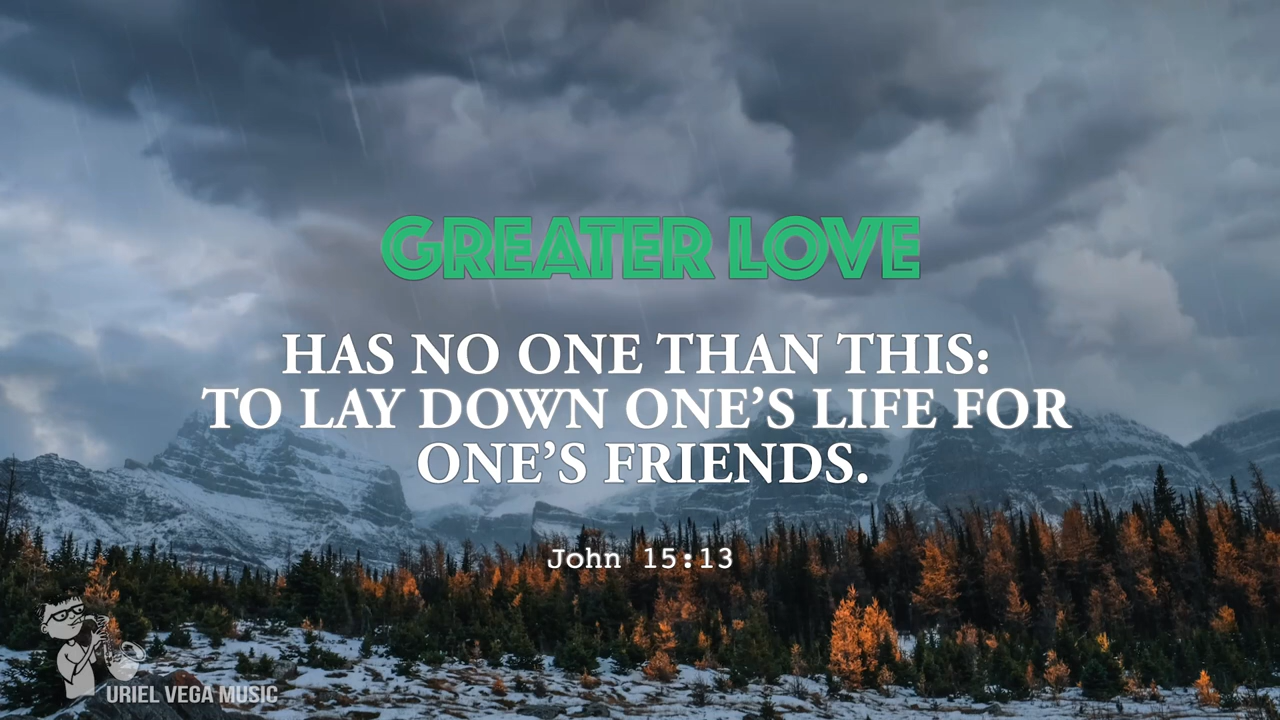 GREATER LOVE
HAS NO ONE THAN THIS:
TO LAY DOWN ONE’S LIFE FOR
ONE’S FRIENDS.
John 15:13
URIEL VEGA MUSIC